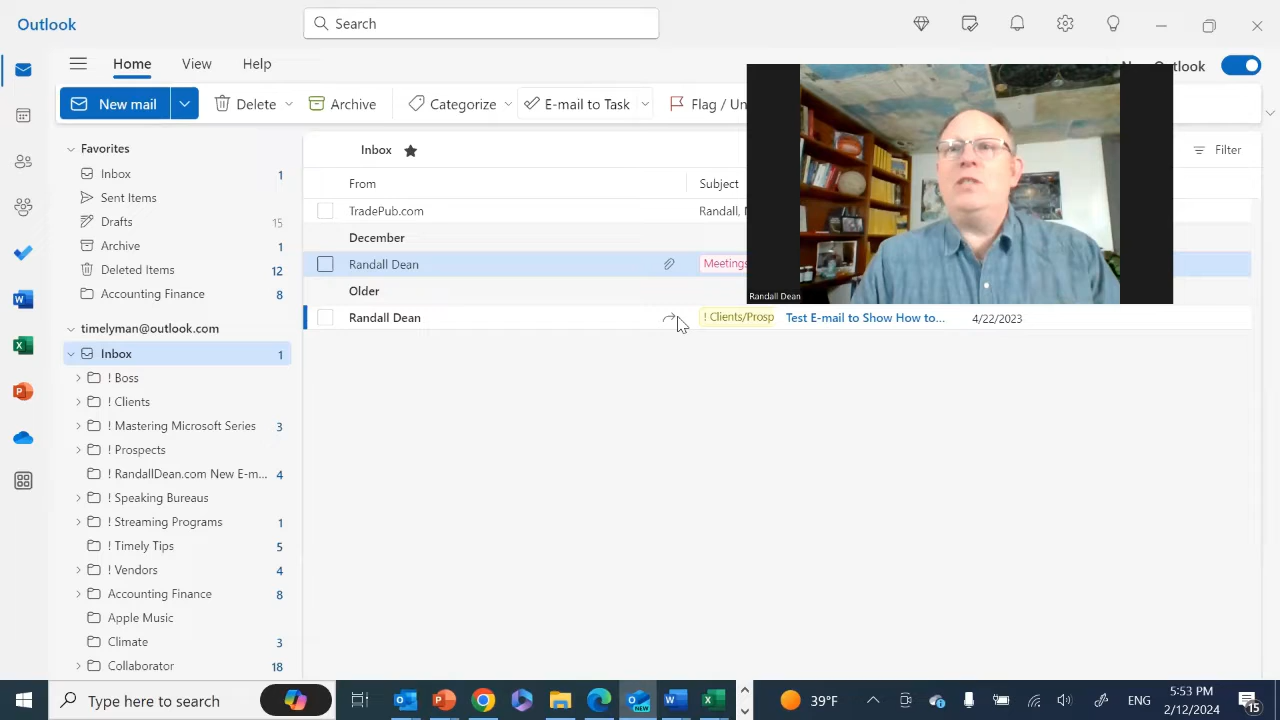 Outlook
Search
Home View Help
New Outlook
New mail Delete Archive Categorize E-mail to Task Flag / Un
Favorites
Inbox 1
Sent Items
Drafts 15
Archive 1
Deleted Items 12
Accounting Finance 8
timelyman@outlook.com
Inbox 1
! Boss
! Clients
! Mastering Microsoft Series 3
! Prospects
! RandallDean.com New E-m... 4
! Speaking Bureaus
! Streaming Programs 1
! Timely Tips 5
! Vendors 4
Accounting Finance 8
Apple Music
Climate 3
Collaborator 18
Inbox
Filter
From Subject
TradePub.com Randall,
December
Randall Dean Meetings
Older
Randall Dean ! Clients/Prosp Test E-mail to Show How to... 4/22/2023
Randall Dean
Type here to search
NEW
39°F
ENG
5:53 PM
2/12/2024
15